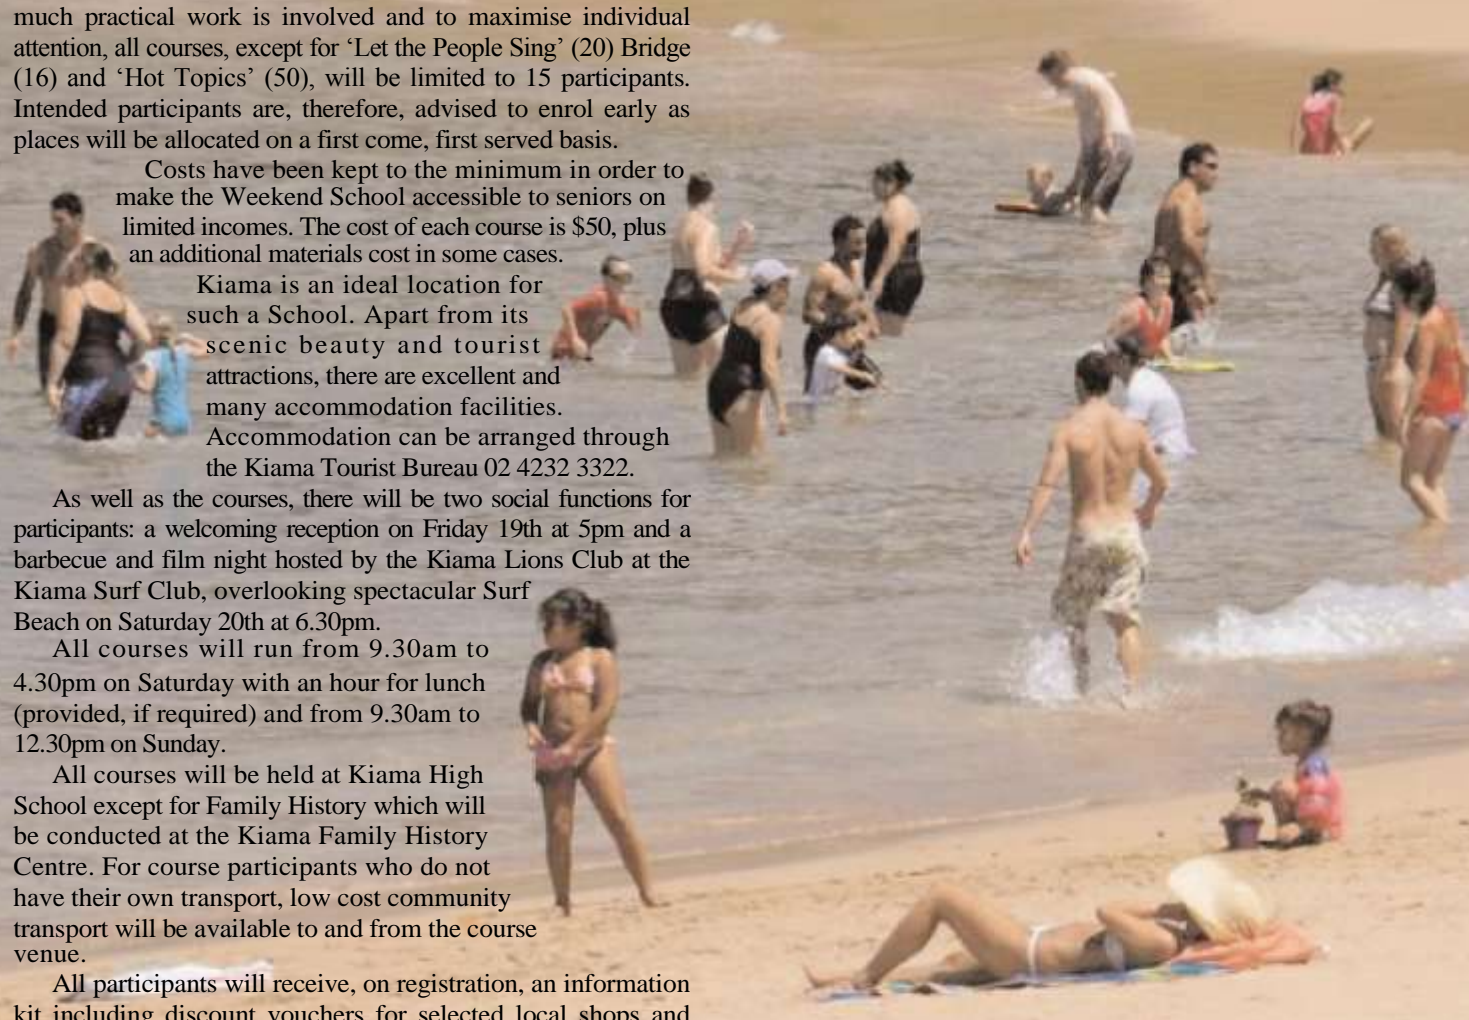 much practical work is involved and to maximise individual
attention, all courses, except for ‘Let the People Sing’ (20) Bridge
(16) and ‘Hot Topics’ (50), will be limited to 15 participants.
Intended participants are, therefore, advised to enrol early as
places will be allocated on a first come, first served basis.
Costs have been kept to the minimum in order to
make the Weekend School accessible to seniors on
limited incomes. The cost of each course is $50, plus
an additional materials cost in some cases.
Kiama is an ideal location for
such a School. Apart from its
scenic beauty and tourist
attractions, there are excellent and
many accommodation facilities.
Accommodation can be arranged through
the Kiama Tourist Bureau 02 4232 3322.
As well as the courses, there will be two social functions for
participants: a welcoming reception on Friday 19th at 5pm and a
barbecue and film night hosted by the Kiama Lions Club at the
Kiama Surf Club, overlooking spectacular Surf
Beach on Saturday 20th at 6.30pm.
All courses will run from 9.30am to
4.30pm on Saturday with an hour for lunch
(provided, if required) and from 9.30am to
12.30pm on Sunday.
All courses will be held at Kiama High
School except for Family History which will
be conducted at the Kiama Family History
Centre. For course participants who do not
have their own transport, low cost community
transport will be available to and from the course
venue.
All participants will receive, on registration, an information
kit including discount vouchers for selected local shops and